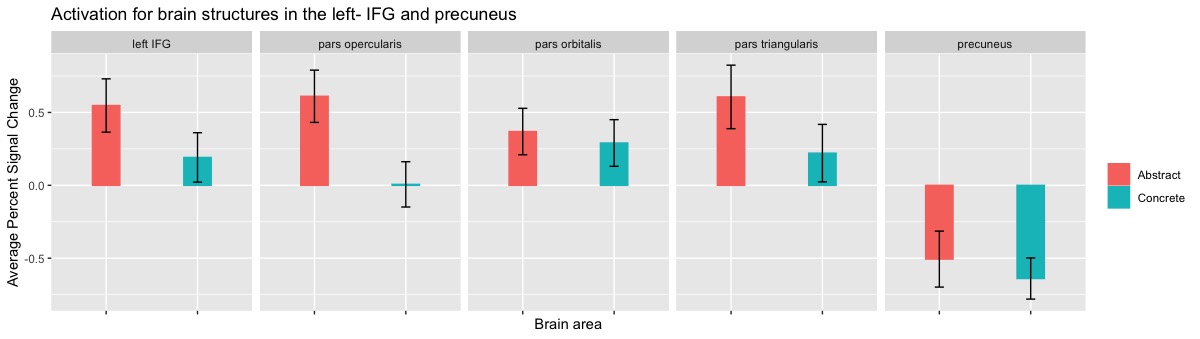 Activation for brain structures in the left- IFG and precuneus
left IFG
pars opercularis
pars orbitalis
pars triangularis
precuneus
Average Percent Signal Change
0.5
0.0
-0.5
Brain area
Abstract
Concrete